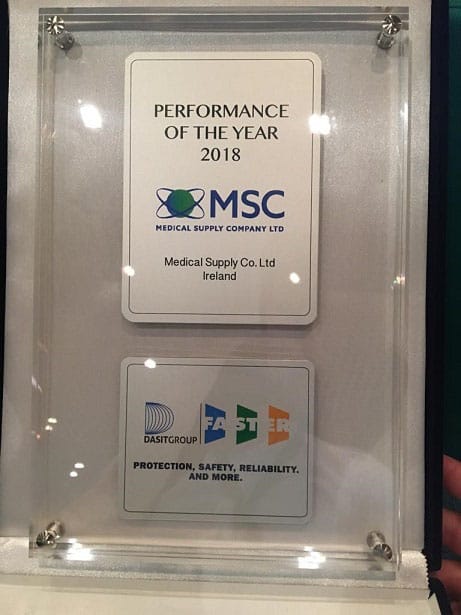 PERFORMANCE
OF THE YEAR
2018
MSC
MEDICAL SUPPLY COMPANY LTD
Medical Supply Co. Ltd
Ireland
DASITGROUP FASTER
PROTECTION, SAFETY, RELIABILITY.
AND MORE.